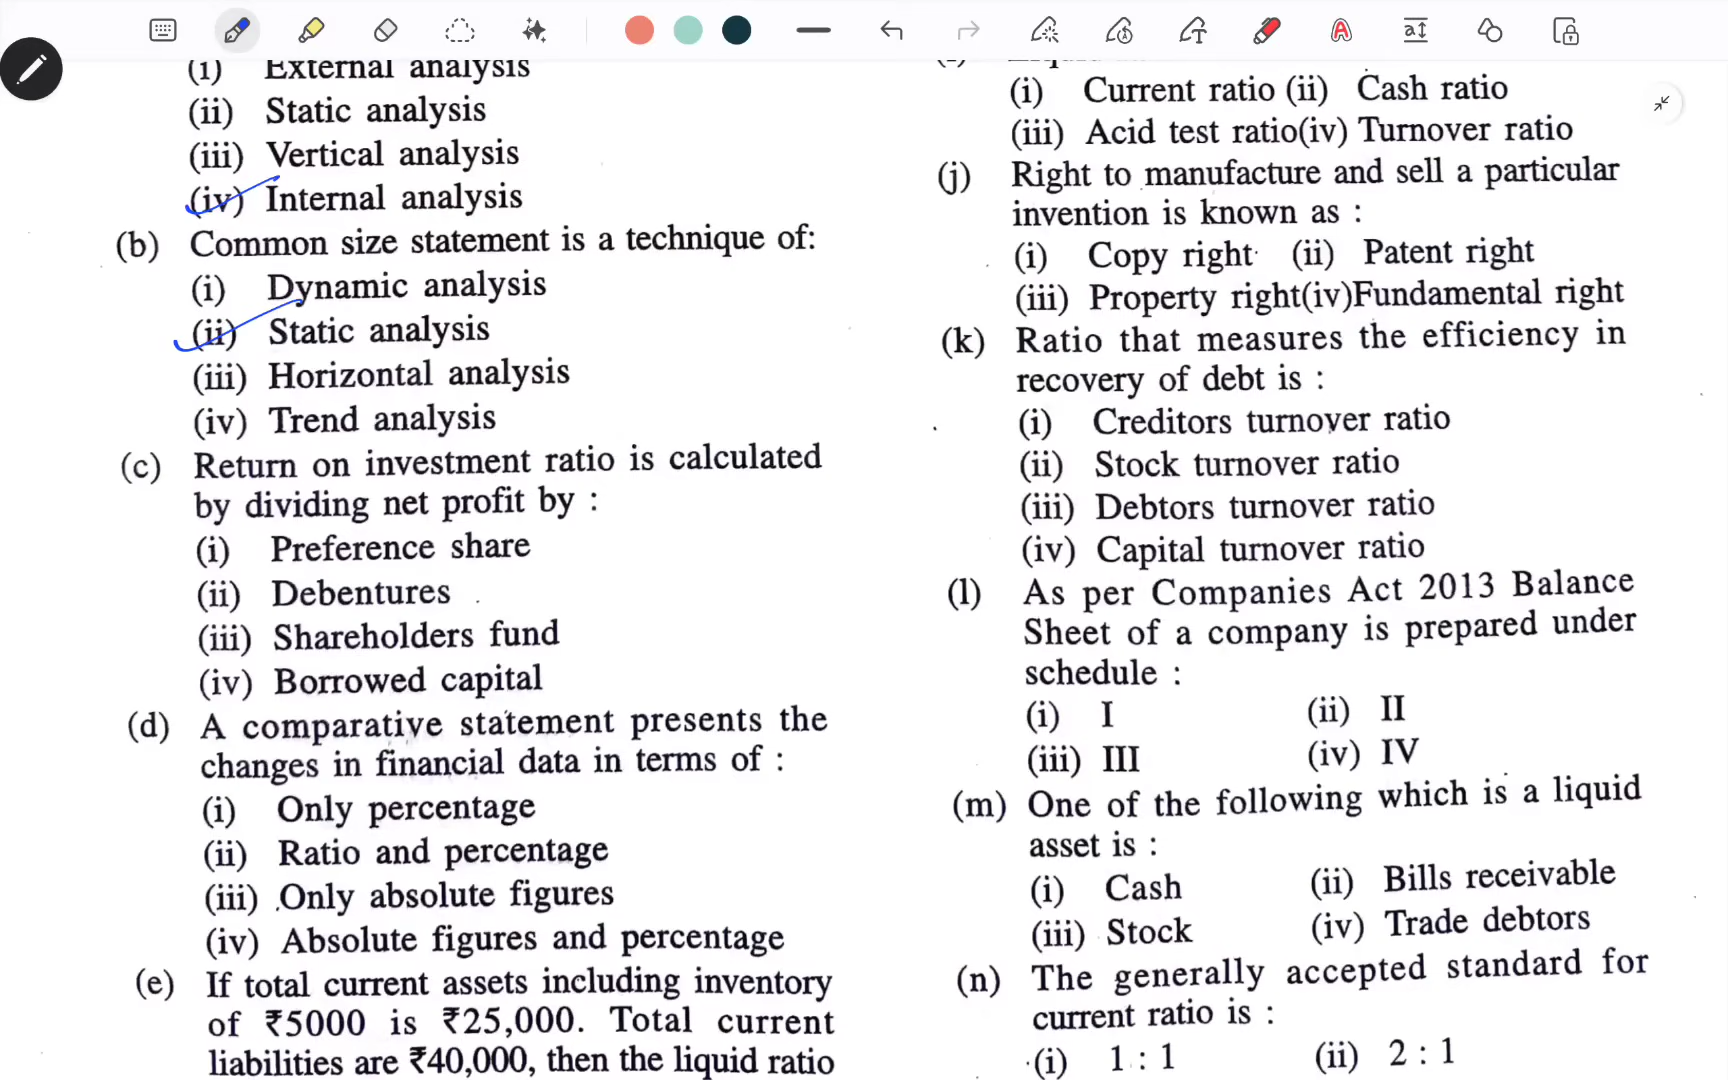 (i) External analysis
(ii) Static analysis
(iii) Vertical analysis
(iv) Internal analysis
(b) Common size statement is a technique of:
(i) Dynamic analysis
(ii) Static analysis
(iii) Horizontal analysis
(iv) Trend analysis
(c) Return on investment ratio is calculated
by dividing net profit by :
(i) Preference share
(ii) Debentures
(iii) Shareholders fund
(iv) Borrowed capital
(d) A comparative statement presents the
changes in financial data in terms of :
(i) Only percentage
(ii) Ratio and percentage
(iii) Only absolute figures
(iv) Absolute figures and percentage
(e) If total current assets including inventory
of ₹5000 is ₹25,000. Total current
liabilities are ₹40,000, then the liquid ratio
(i) Current ratio (ii) Cash ratio
(iii) Acid test ratio(iv) Turnover ratio
(j) Right to manufacture and sell a particular
invention is known as :
(i) Copy right (ii) Patent right
(iii) Property right(iv)Fundamental right
(k) Ratio that measures the efficiency in
recovery of debt is :
(i) Creditors turnover ratio
(ii) Stock turnover ratio
(iii) Debtors turnover ratio
(iv) Capital turnover ratio
(l) As per Companies Act 2013 Balance
Sheet of a company is prepared under
schedule :
(i) I (ii) II
(iii) III (iv) IV
(m) One of the following which is a liquid
asset is :
(i) Cash (ii) Bills receivable
(iii) Stock (iv) Trade debtors
(n) The generally accepted standard for
current ratio is :
(i) 1 : 1 (ii) 2 : 1